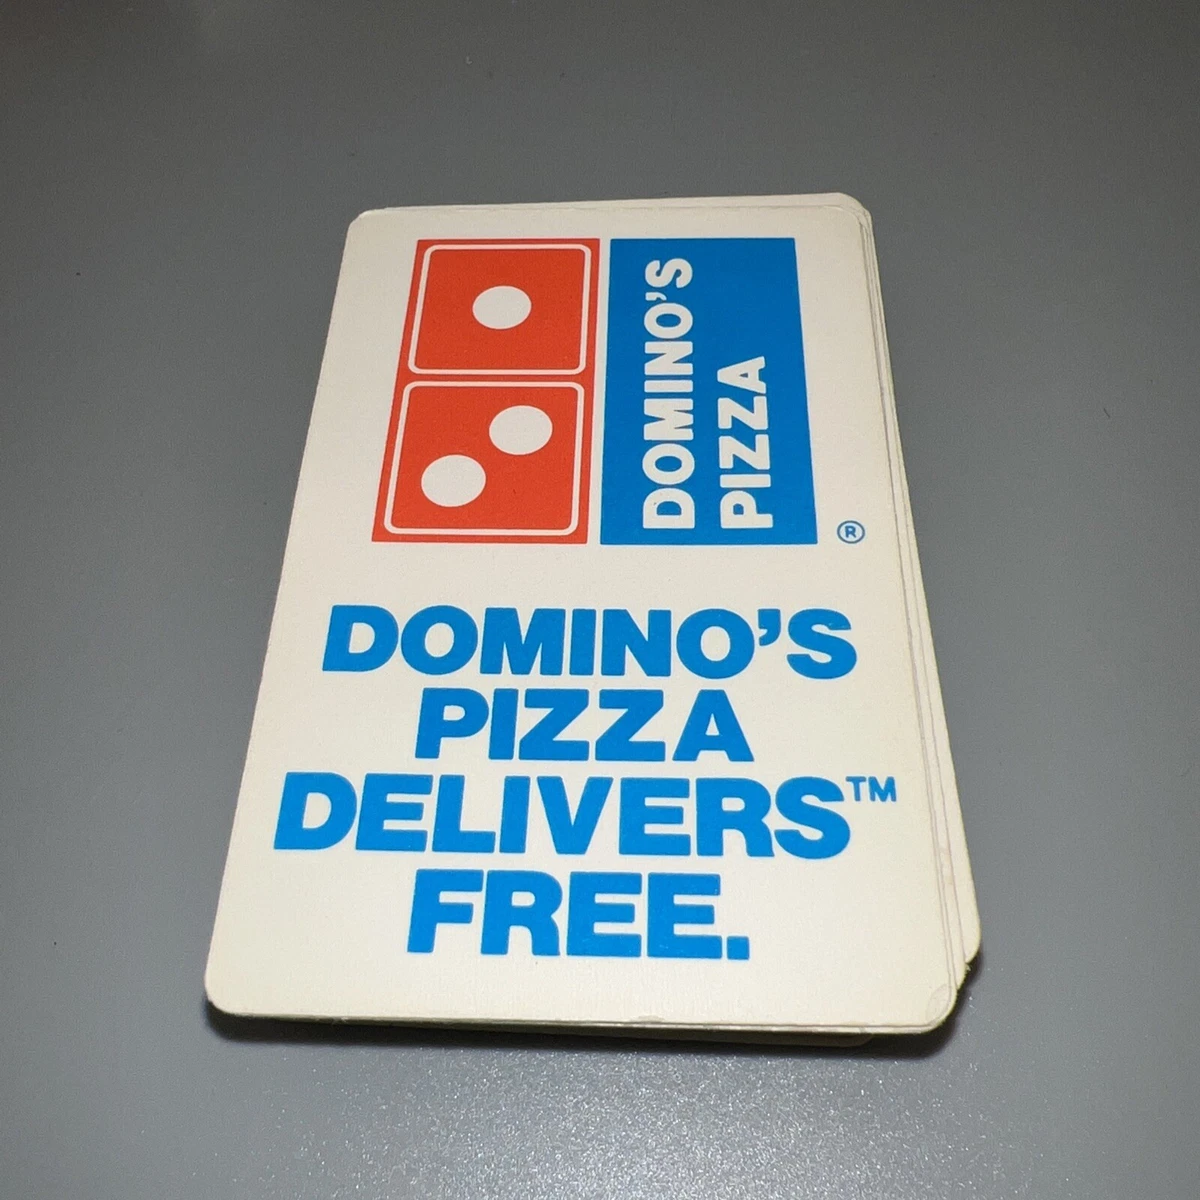 DOMINO'S
PIZZA
®
DOMINO'S
PIZZA
DELIVERS™
FREE.